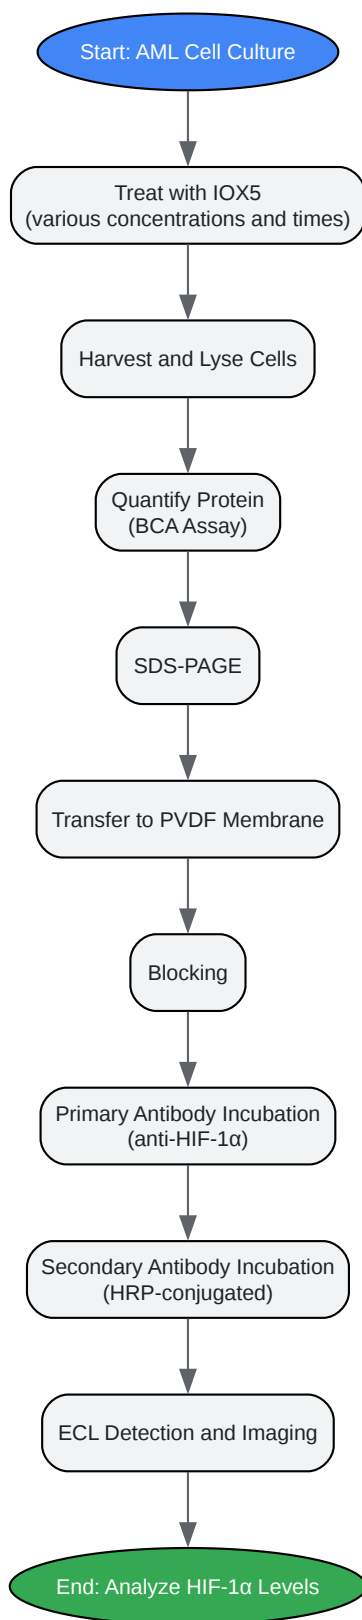 Start: AML Cell Culture
Treat with IOX5
(various concentrations and times)
Harvest and Lyse Cells
Quantify Protein
(BCA Assay)
SDS-PAGE
Transfer to PVDF Membrane
Blocking
Primary Antibody Incubation
(anti-HIF-1α)
Secondary Antibody Incubation
(HRP-conjugated)
ECL Detection and Imaging
End: Analyze HIF-1α Levels